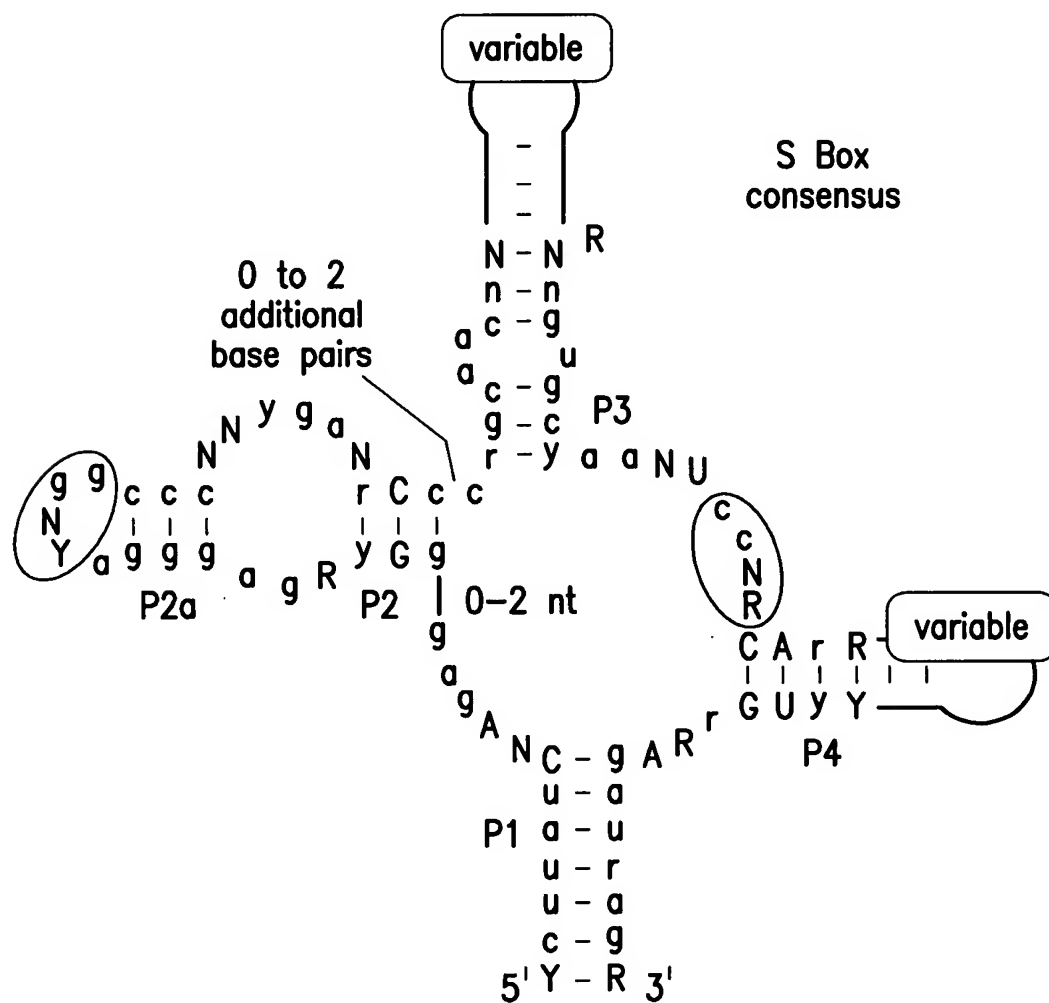 variable
S Box
consensus
N - N R
n - n
0 to 2
additional
base pairs
a c - g
a u
c - g
P3
g - c
r - y a a N U
N N y g a N
g g c c c r C c c
N Y a g g g a g R y G g
c c N R
P2a
P2
0-2 nt
g a g A N
C A r R
variable
G U y Y
P4
C - g A R r
u - a
P1
a - u
u - r
u - a
c - g
5' Y - R 3'